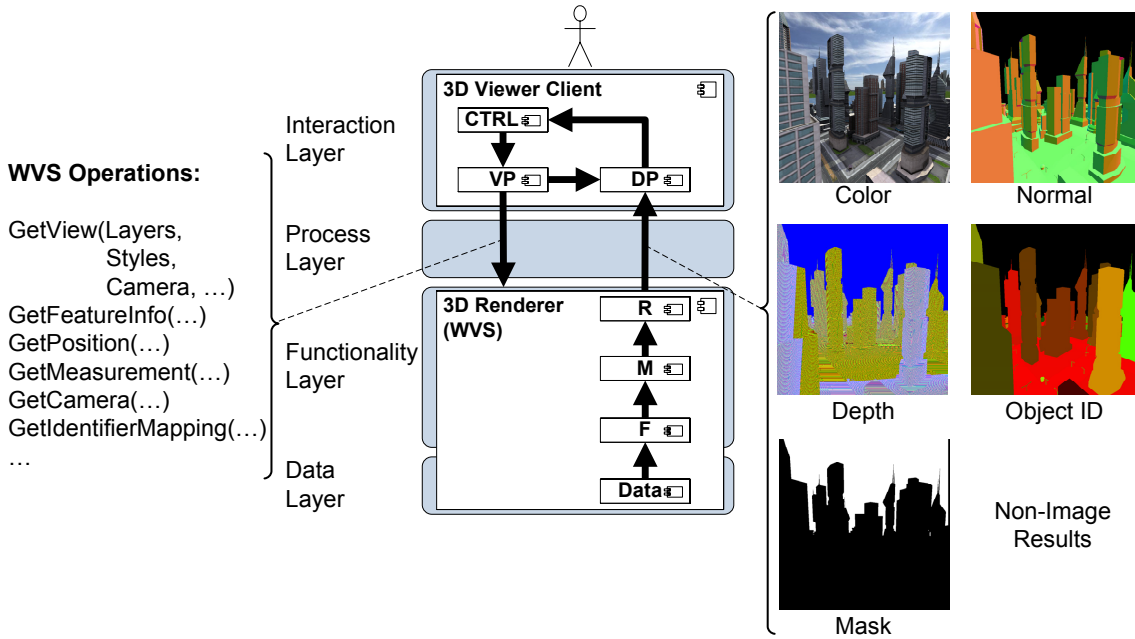 WVS Operations:
GetView(Layers,
Styles,
Camera, …)
GetFeatureInfo(…)
GetPosition(…)
GetMeasurement(…)
GetCamera(…)
GetIdentifierMapping(…)
…
Interaction
Layer
Process
Layer
Functionality
Layer
Data
Layer
3D Viewer Client
CTRL
VP
DP
3D Renderer
(WVS)
R
M
F
Data
Color
Normal
Depth
Object ID
Mask
Non-Image
Results